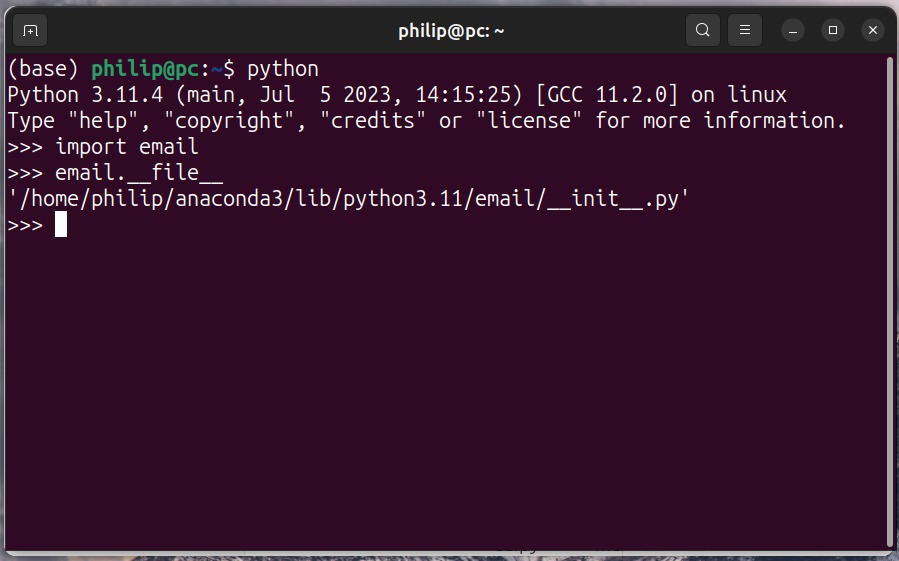 philip@pc: ~
(base) philip@pc:~$ python
Python 3.11.4 (main, Jul  5 2023, 14:15:25) [GCC 11.2.0] on linux
Type "help", "copyright", "credits" or "license" for more information.
>>> import email
>>> email.__file__
'/home/philip/anaconda3/lib/python3.11/email/__init__.py'
>>>